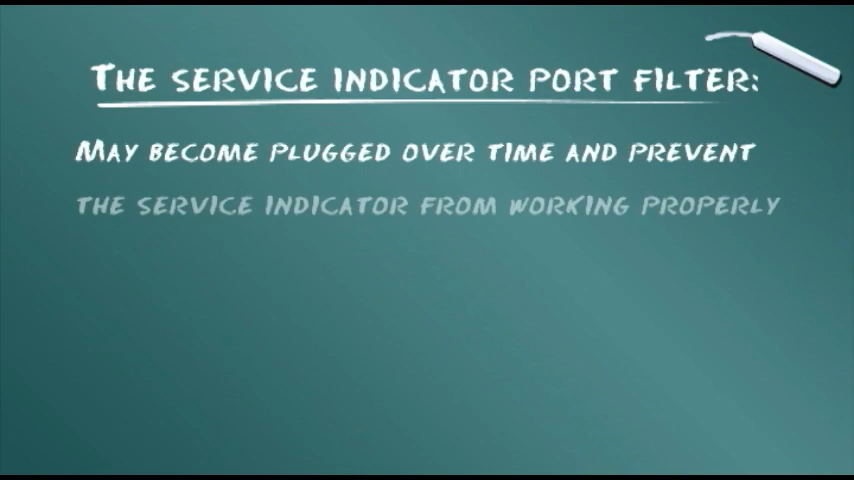 The service indicator port filter:
May become plugged over time and prevent
the service indicator from working properly